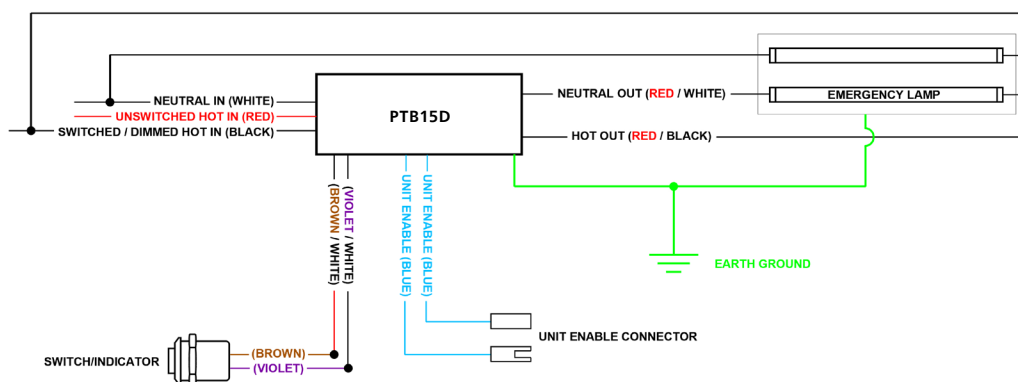 NEUTRAL IN (WHITE)
UNSWITCHED HOT IN (RED)
SWITCHED / DIMMED HOT IN (BLACK)
PTB15D
NEUTRAL OUT (RED / WHITE)
EMERGENCY LAMP
HOT OUT (RED / BLACK)
(BROWN / WHITE)
(VIOLET / WHITE)
UNIT ENABLE (BLUE)
UNIT ENABLE (BLUE)
EARTH GROUND
UNIT ENABLE CONNECTOR
SWITCH/INDICATOR
(BROWN)
(VIOLET)